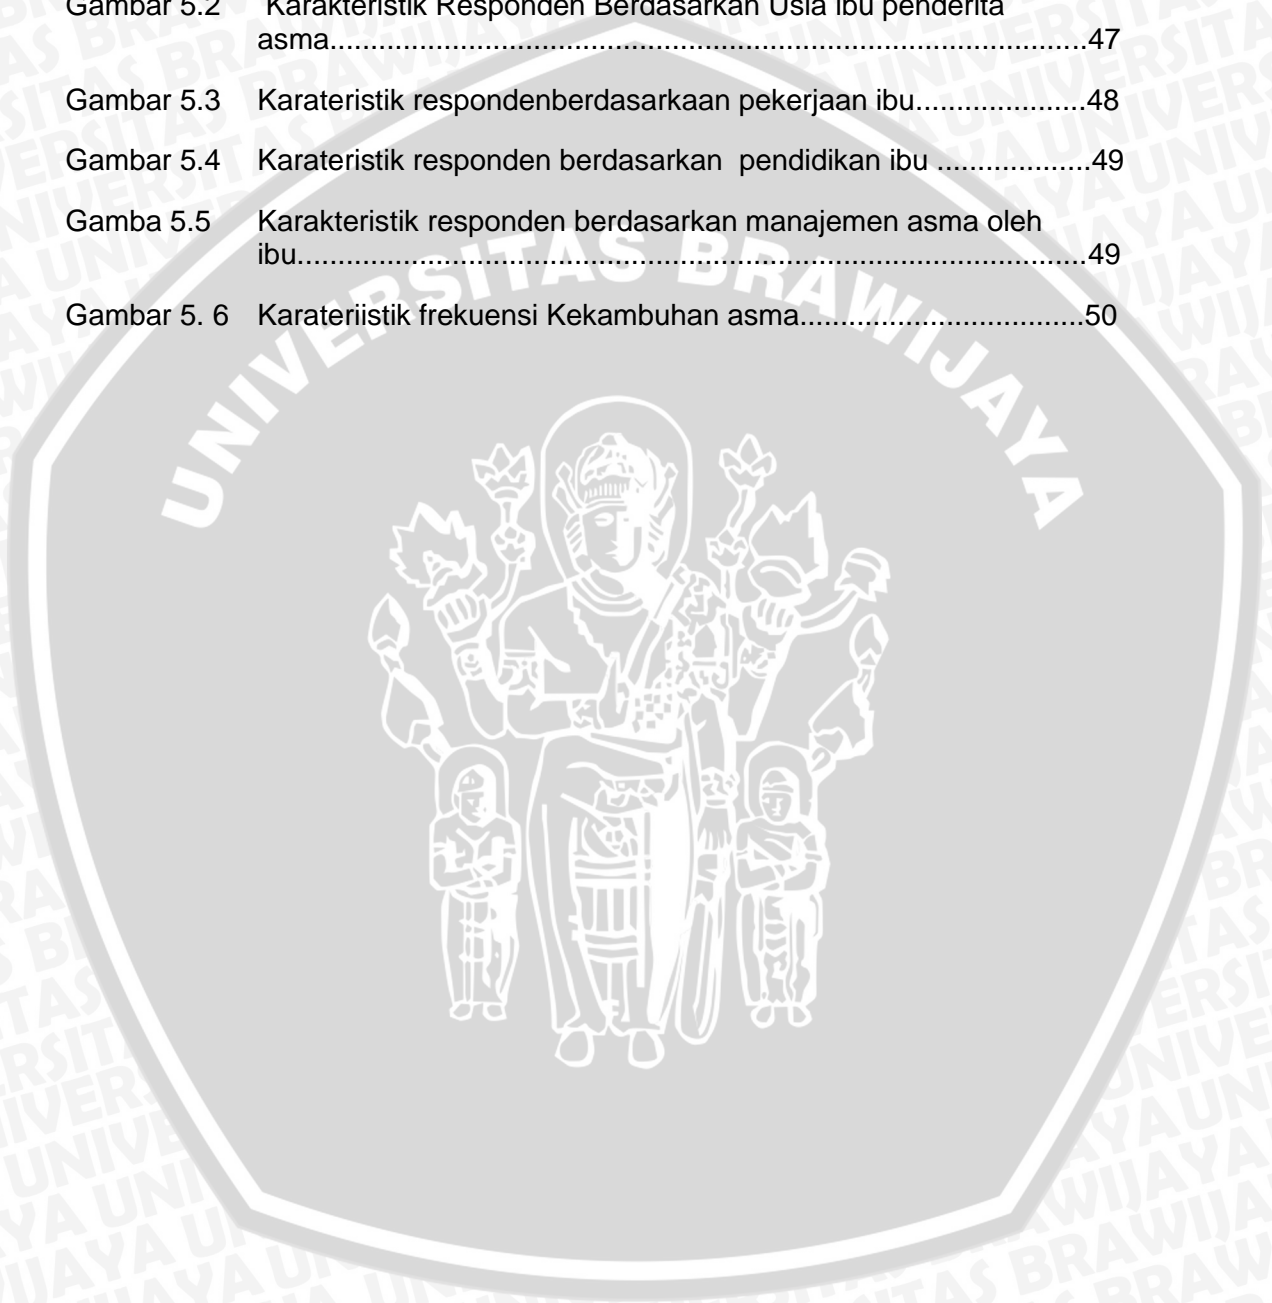 Gambar 5.2 Karakteristik Responden Berdasarkan Usia ibu penderita
asma.............................................................................................47
Gambar 5.3 Karateristik respondenberdasarkaan pekerjaan ibu.....................48
Gambar 5.4 Karateristik responden berdasarkan pendidikan ibu ...................49
Gamba 5.5 Karakteristik responden berdasarkan manajemen asma oleh
ibu.................................................................................................49
Gambar 5. 6 Karateriistik frekuensi Kekambuhan asma...................................50
UNIVERSITAS BRAWIJAYA